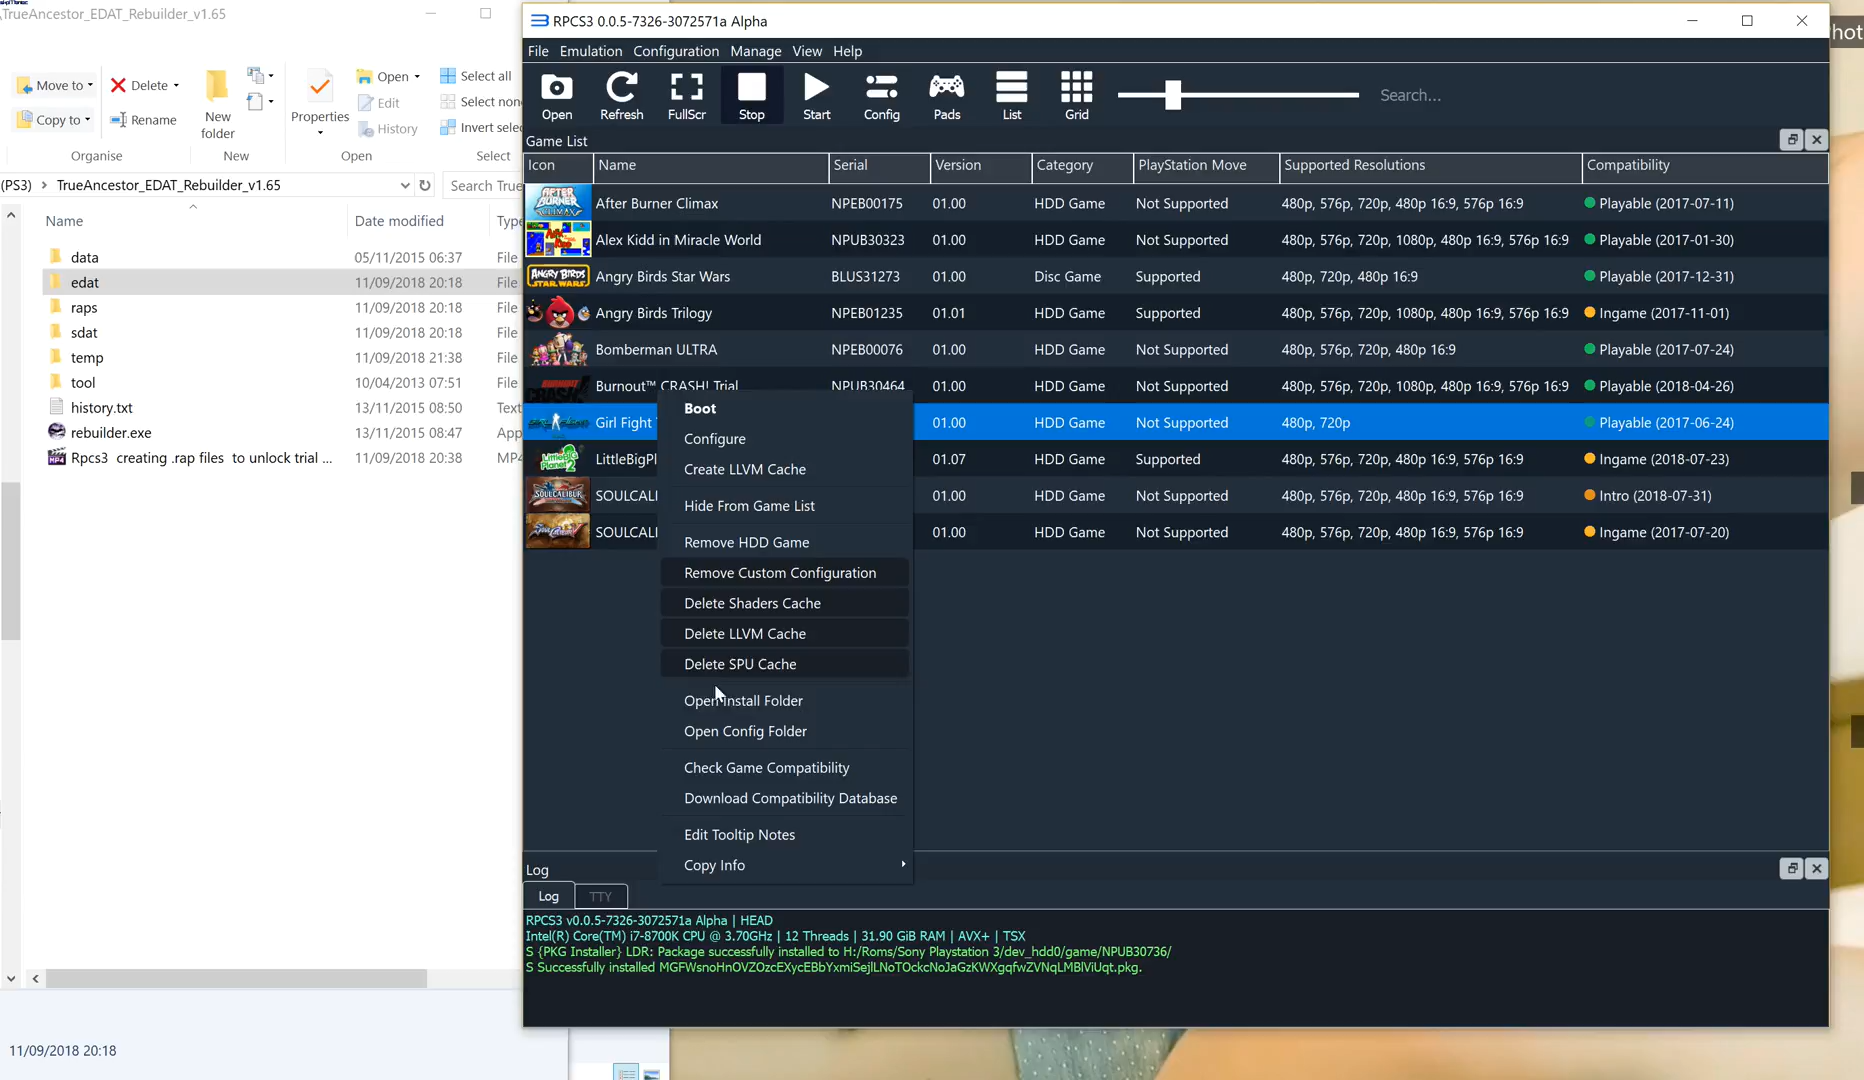 TrueAncestor_EDAT_Rebuilder_v1.65
Move to
Delete
Copy to
Rename
New
folder
Properties
Open
Edit
History
Select all
Select none
Invert selec
Organise
New
Open
Select
(PS3) > TrueAncestor_EDAT_Rebuilder_v1.65
Search True
Name Date modified Type
data 05/11/2015 06:37 File
edat 11/09/2018 20:18 File
raps 11/09/2018 20:18 File
sdat 11/09/2018 20:18 File
temp 11/09/2018 21:38 File
tool 10/04/2013 07:51 File
history.txt 13/11/2015 08:50 Text
rebuilder.exe 13/11/2015 08:47 App
Rpcs3 creating .rap files to unlock trial ... 11/09/2018 20:38 MP4
11/09/2018 20:18
RPCS3 0.0.5-7326-3072571a Alpha
File Emulation Configuration Manage View Help
Open Refresh FullScr Stop Start Config Pads List Grid Search...
Game List
Icon Name Serial Version Category PlayStation Move Supported Resolutions Compatibility
AFTER BURNER CLIMAX After Burner Climax NPEB00175 01.00 HDD Game Not Supported 480p, 576p, 720p, 480p 16:9, 576p 16:9 Playable (2017-07-11)
Alex Kidd in Miracle World NPUB30323 01.00 HDD Game Not Supported 480p, 576p, 720p, 1080p, 480p 16:9, 576p 16:9 Playable (2017-01-30)
ANGRY BIRDS STAR WARS Angry Birds Star Wars BLUS31273 01.00 Disc Game Supported 480p, 720p, 480p 16:9 Playable (2017-12-31)
Angry Birds Trilogy NPEB01235 01.01 HDD Game Supported 480p, 576p, 720p, 1080p, 480p 16:9, 576p 16:9 Ingame (2017-11-01)
Bomberman ULTRA NPEB00076 01.00 HDD Game Not Supported 480p, 576p, 720p, 480p 16:9 Playable (2017-07-24)
Burnout™ CRASH! Trial NPUB30464 01.00 HDD Game Not Supported 480p, 576p, 720p, 1080p, 480p 16:9, 576p 16:9 Playable (2018-04-26)
Girl Fight 01.00 HDD Game Not Supported 480p, 720p Playable (2017-06-24)
LittleBigPl 01.07 HDD Game Supported 480p, 576p, 720p, 480p 16:9, 576p 16:9 Ingame (2018-07-23)
SOULCALIBUR SOULCALI 01.00 HDD Game Not Supported 480p, 576p, 720p, 480p 16:9, 576p 16:9 Intro (2018-07-31)
SOULCALI 01.00 HDD Game Not Supported 480p, 576p, 720p, 480p 16:9, 576p 16:9 Ingame (2017-07-20)
Boot
Configure
Create LLVM Cache
Hide From Game List
Remove HDD Game
Remove Custom Configuration
Delete Shaders Cache
Delete LLVM Cache
Delete SPU Cache
Open Install Folder
Open Config Folder
Check Game Compatibility
Download Compatibility Database
Edit Tooltip Notes
Copy Info
Log
Log TTY
RPCS3 v0.0.5-7326-3072571a Alpha | HEAD
Intel(R) Core(TM) i7-8700K CPU @ 3.70GHz | 12 Threads | 31.90 GiB RAM | AVX+ | TSX
S {PKG Installer} LDR: Package successfully installed to H:/Roms/Sony Playstation 3/dev_hdd0/game/NPUB30736/
S Successfully installed MGFWsnoHnOVZOzcEXycEBbYxmiSejlLNoTOckcNoJaGzKWXgqfwZVNqLMBlViUqt.pkg.
hot